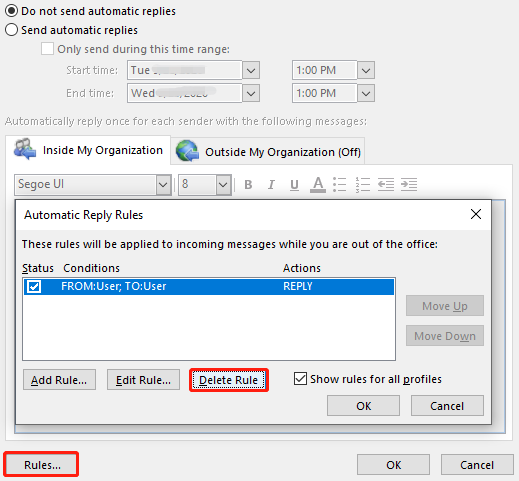 Do not send automatic replies
Send automatic replies
Only send during this time range:
Start time: Tue 1:00 PM
End time: Wed 1:00 PM
Automatically reply once for each sender with the following messages:
Inside My Organization Outside My Organization (Off)
Segoe UI 8 B I U A
Automatic Reply Rules
These rules will be applied to incoming messages while you are out of the office:
Status Conditions Actions
FROM:User; TO:User REPLY
Move Up
Move Down
Add Rule... Edit Rule... Delete Rule Show rules for all profiles
OK Cancel
Rules... OK Cancel